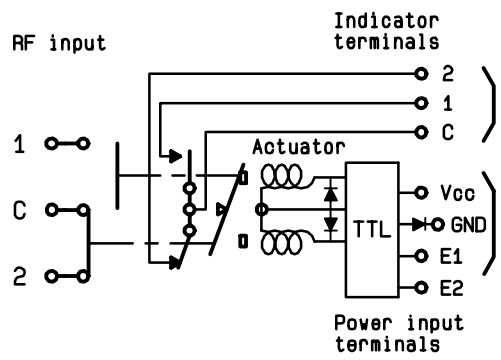 Indicator
terminals
RF input
2
1
C
Actuator
1
C
2
TTL
Vcc
GND
E1
E2
Power input
terminals